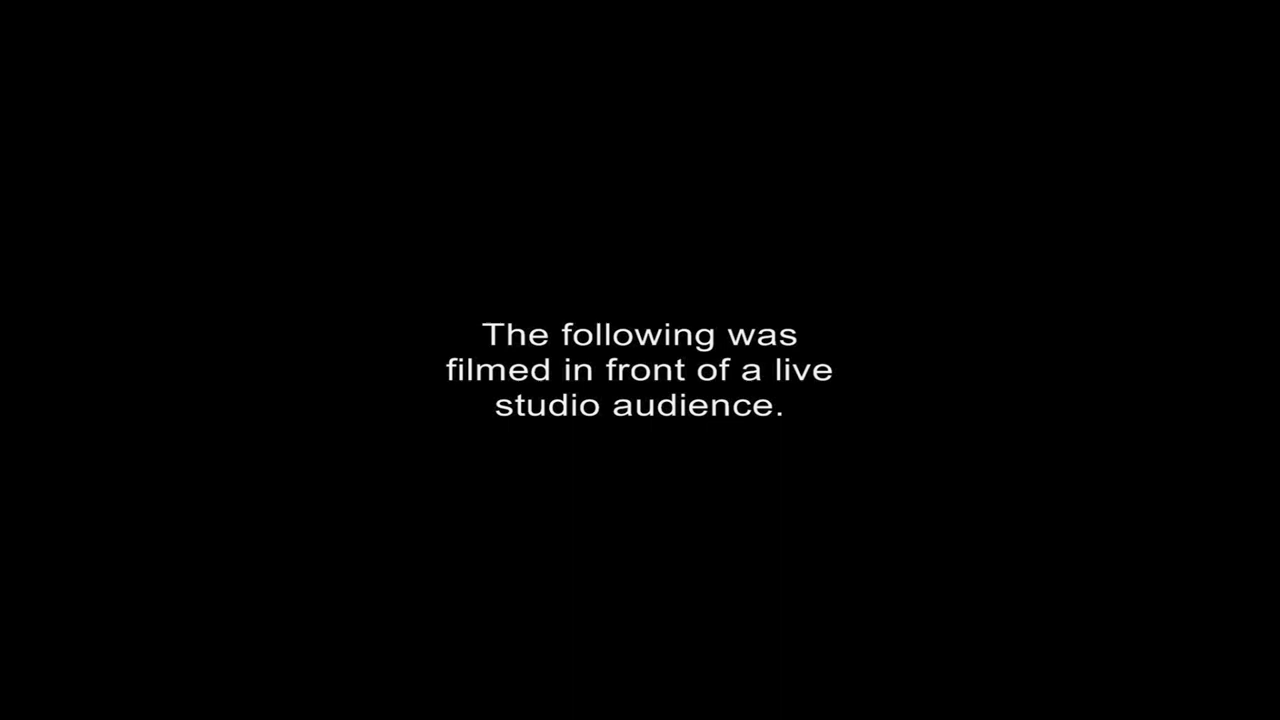 The following was
filmed in front of a live
studio audience.